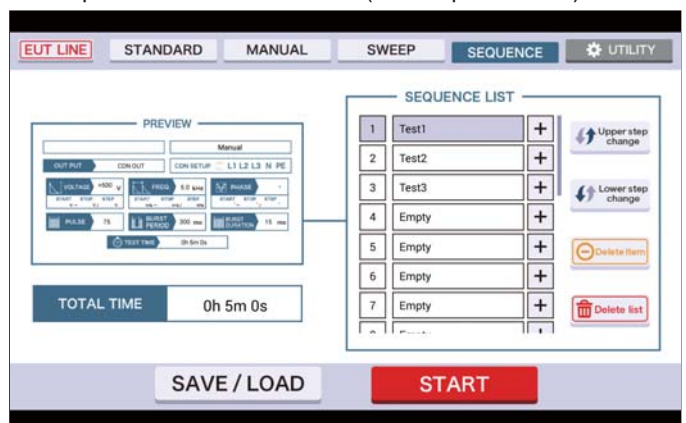 EUT LINE STANDARD MANUAL SWEEP SEQUENCE UTILITY
PREVIEW
Manual
OUT PUT CDN OUT CDN SETUP L1 L2 L3 N PE
VOLTAGE +500 V FREQ 5.0 kHz PHASE -
START STOP STEP START STOP STEP START STOP STEP
PULSE 75 BURST PERIOD 300 ms BURST DURATION 15 ms
TEST TIME 0h 5m 0s
TOTAL TIME 0h 5m 0s
SEQUENCE LIST
1 Test1 +
2 Test2 +
3 Test3 +
4 Empty +
5 Empty +
6 Empty +
7 Empty +
Upper step change
Lower step change
Delete item
Delete list
SAVE / LOAD START